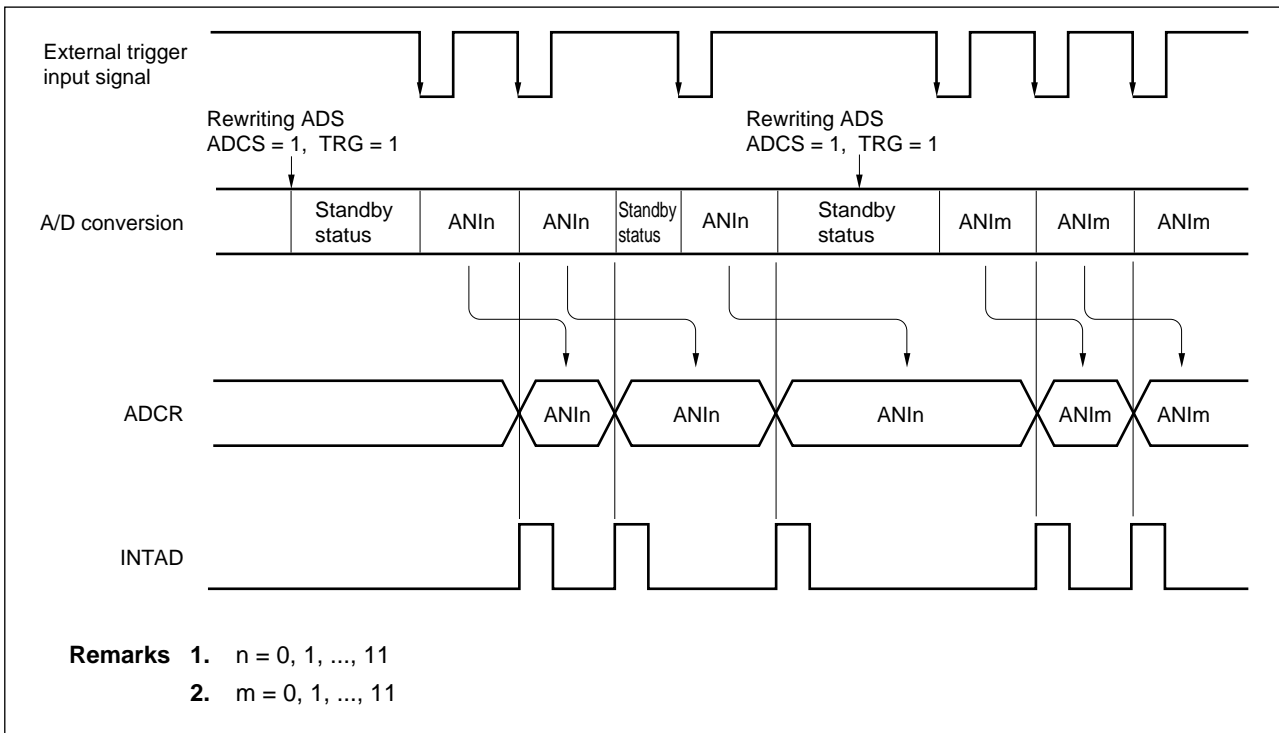 External trigger
input signal
Rewriting ADS
ADCS = 1, TRG = 1
Rewriting ADS
ADCS = 1, TRG = 1
A/D conversion
Standby
status
ANIn
ANIn
Standby
status
ANIn
Standby
status
ANIm
ANIm
ANIm
ADCR
ANIn
ANIn
ANIn
ANIm
ANIm
INTAD
Remarks 1. n = 0, 1, ..., 11
2. m = 0, 1, ..., 11